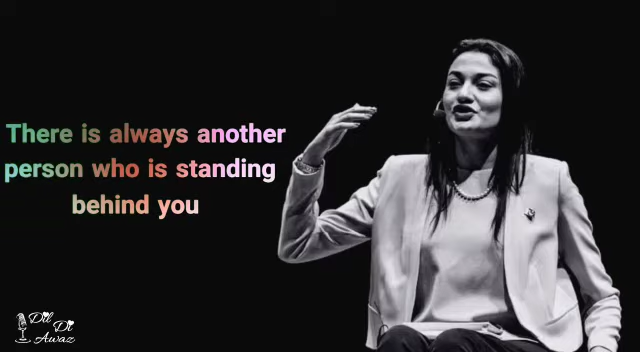 There is always another
person who is standing
behind you
Dil
Di
Awaz